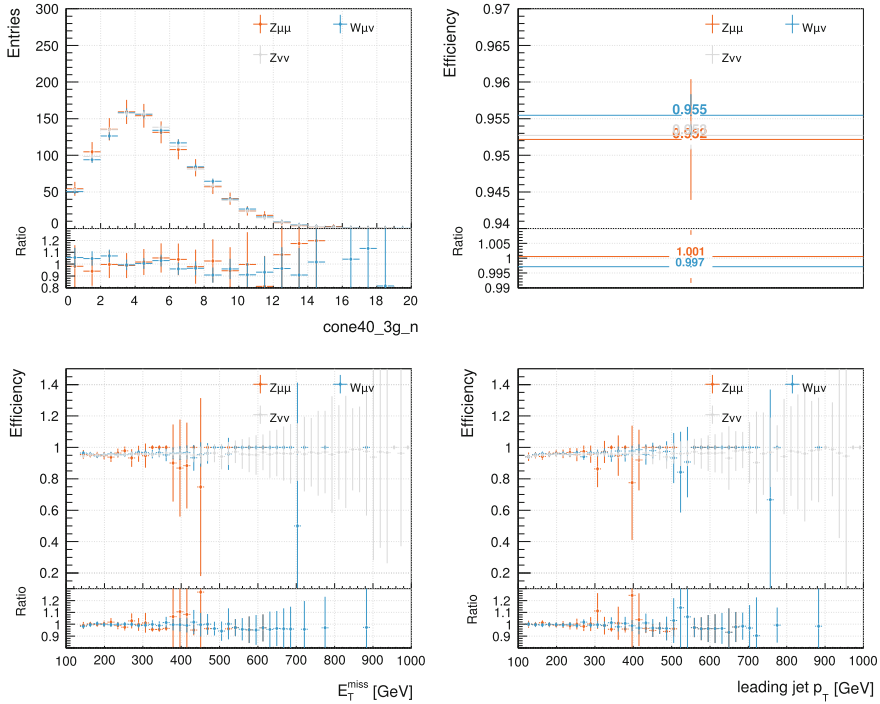 Entries
300
250
200
150
100
50
0
Zμμ
Wμν
Zνν
Ratio
1.2
1.1
1
0.9
0.8
0 2 4 6 8 10 12 14 16 18 20
cone40_3g_n
Efficiency
0.97
0.965
0.96
0.955
0.95
0.945
0.94
Zμμ
Wμν
Zνν
0.955
0.952
Ratio
1.005
0.995
0.99
1.001
0.997
Efficiency
1.4
1.2
1
0.8
0.6
0.4
0.2
Zμμ
Wμν
Zνν
Ratio
1.2
1.1
1
0.9
100 200 300 400 500 600 700 800 900 1000
E_T^miss [GeV]
Efficiency
1.4
1.2
1
0.8
0.6
0.4
0.2
Zμμ
Wμν
Zνν
Ratio
1.2
1.1
1
0.9
100 200 300 400 500 600 700 800 900 1000
leading jet p_T [GeV]